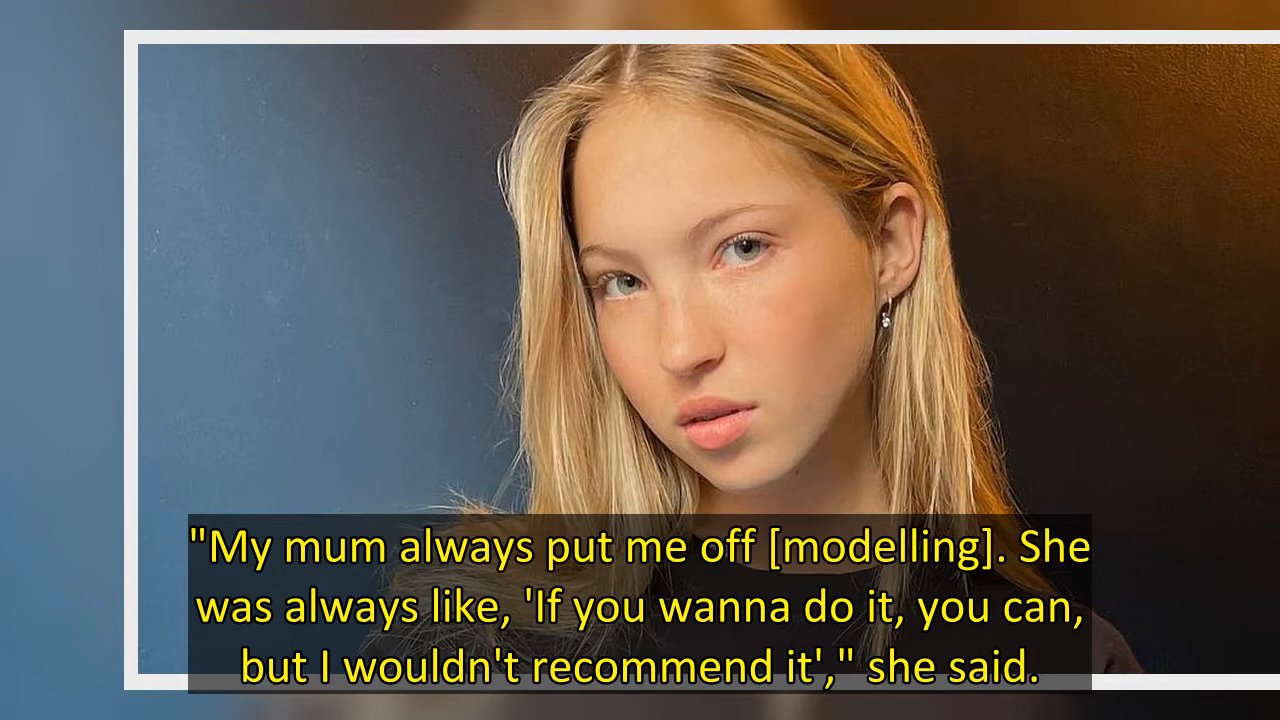 "My mum always put me off [modelling]. She
was always like, 'If you wanna do it, you can,
but I wouldn't recommend it'," she said.